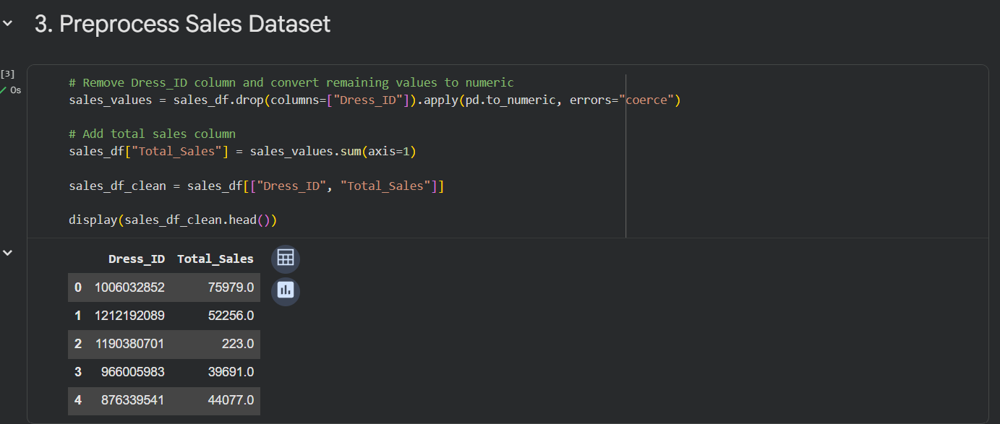 3. Preprocess Sales Dataset
[3]
0s
# Remove Dress_ID column and convert remaining values to numeric
sales_values = sales_df.drop(columns=["Dress_ID"]).apply(pd.to_numeric, errors="coerce")
# Add total sales column
sales_df["Total_Sales"] = sales_values.sum(axis=1)
sales_df_clean = sales_df[["Dress_ID", "Total_Sales"]]
display(sales_df_clean.head())
Dress_ID Total_Sales
0 1006032852 75979.0
1 1212192089 52256.0
2 1190380701 223.0
3 966005983 39691.0
4 876339541 44077.0